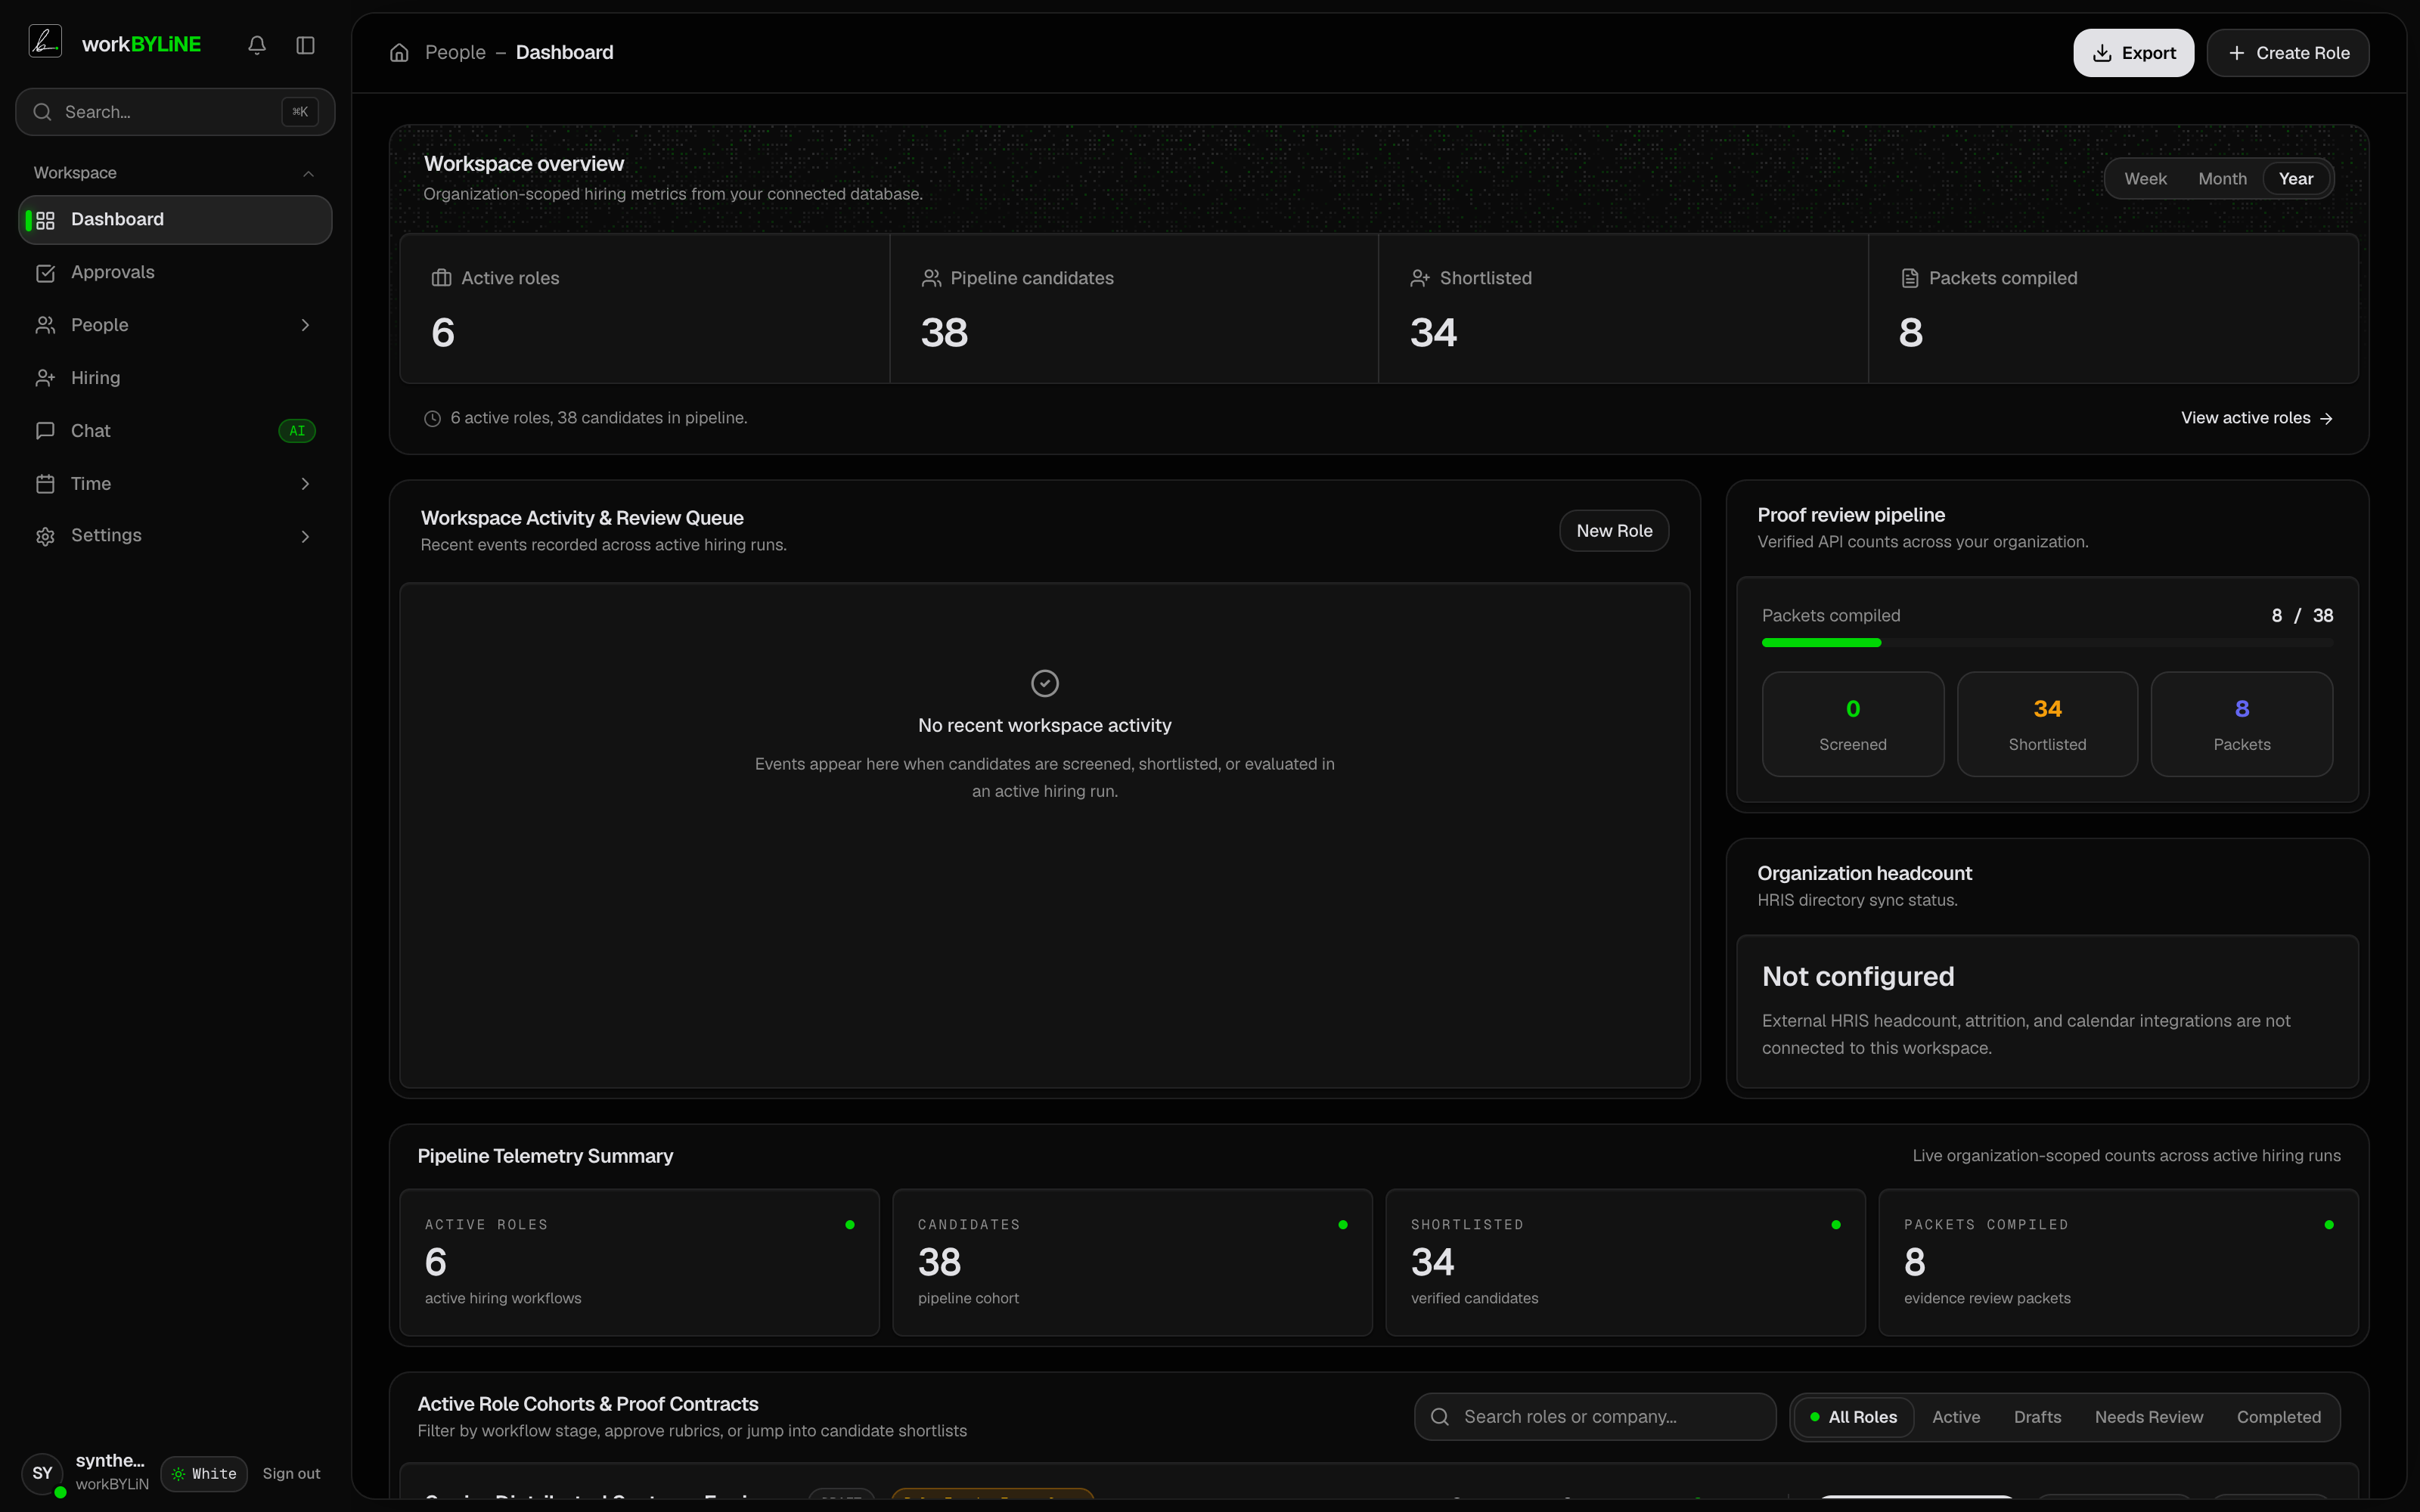 workBYLiNE
Search...
⌘K
Workspace
Dashboard
Approvals
People
Hiring
Chat
AI
Time
Settings
SY
synthe...
workBYLiN
White
Sign out
People – Dashboard
Export
Create Role
Workspace overview
Organization-scoped hiring metrics from your connected database.
Week
Month
Year
Active roles
6
Pipeline candidates
38
Shortlisted
34
Packets compiled
8
6 active roles, 38 candidates in pipeline.
View active roles →
Workspace Activity & Review Queue
Recent events recorded across active hiring runs.
New Role
No recent workspace activity
Events appear here when candidates are screened, shortlisted, or evaluated in
an active hiring run.
Proof review pipeline
Verified API counts across your organization.
Packets compiled
8 / 38
0
Screened
34
Shortlisted
8
Packets
Organization headcount
HRIS directory sync status.
Not configured
External HRIS headcount, attrition, and calendar integrations are not
connected to this workspace.
Pipeline Telemetry Summary
Live organization-scoped counts across active hiring runs
ACTIVE ROLES
6
active hiring workflows
CANDIDATES
38
pipeline cohort
SHORTLISTED
34
verified candidates
PACKETS COMPILED
8
evidence review packets
Active Role Cohorts & Proof Contracts
Filter by workflow stage, approve rubrics, or jump into candidate shortlists
Search roles or company...
All Roles
Active
Drafts
Needs Review
Completed